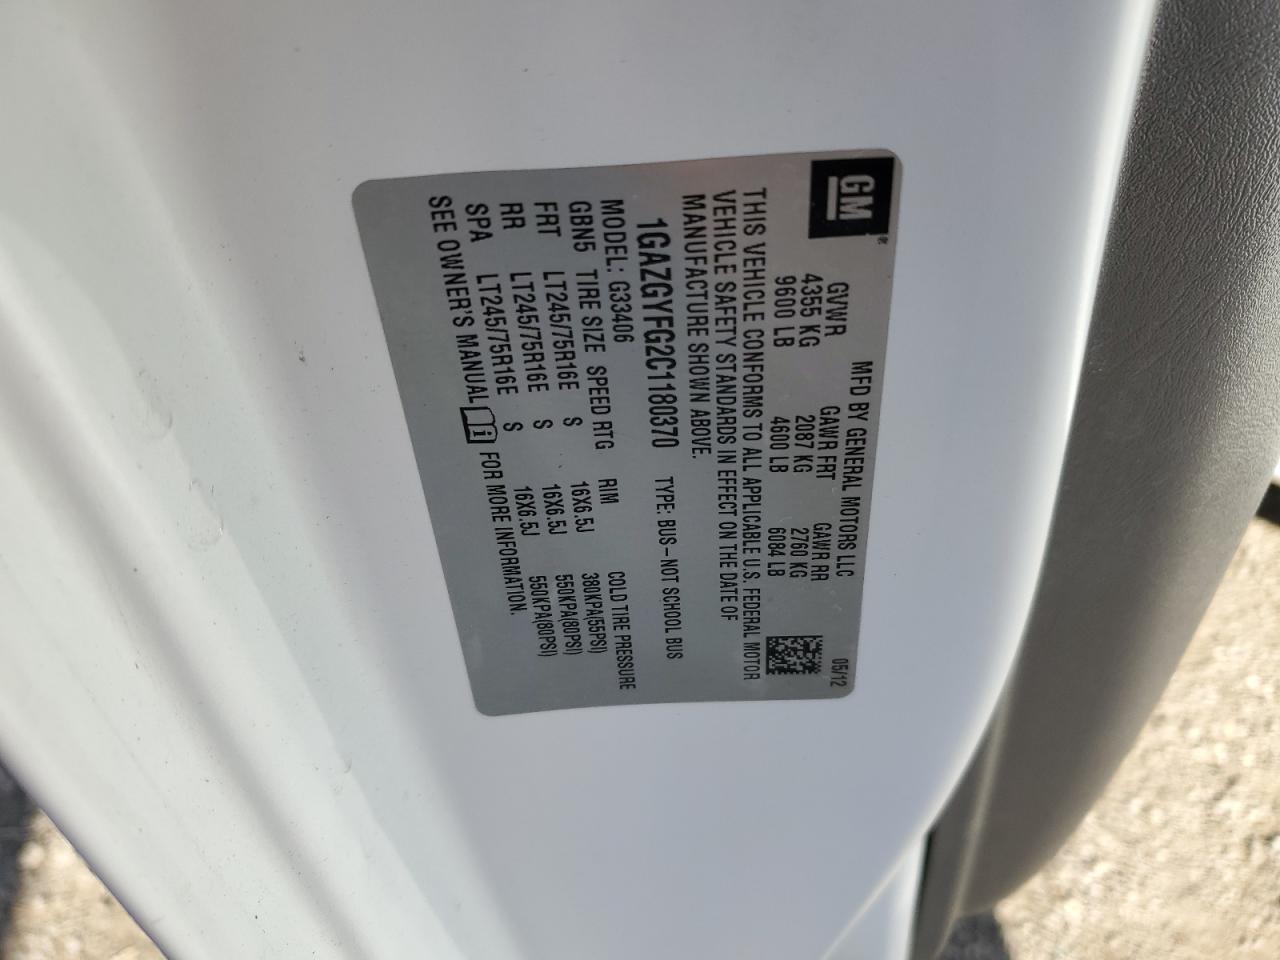 GM
MFD BY GENERAL MOTORS LLC 05/12
GVWR GAWR FRT GAWR RR
4355 KG 2087 KG 2760 KG
9600 LB 4600 LB 6084 LB
THIS VEHICLE CONFORMS TO ALL APPLICABLE U.S. FEDERAL MOTOR
VEHICLE SAFETY STANDARDS IN EFFECT ON THE DATE OF
MANUFACTURE SHOWN ABOVE.
1GAZGYFG2C1180370 TYPE: BUS–NOT SCHOOL BUS
MODEL: G33406
GBN5 TIRE SIZE SPEED RTG RIM COLD TIRE PRESSURE
FRT LT245/75R16E S 16X6.5J 380KPA(55PSI)
RR LT245/75R16E S 16X6.5J 550KPA(80PSI)
SPA LT245/75R16E S 16X6.5J 550KPA(80PSI)
SEE OWNER'S MANUAL i FOR MORE INFORMATION.